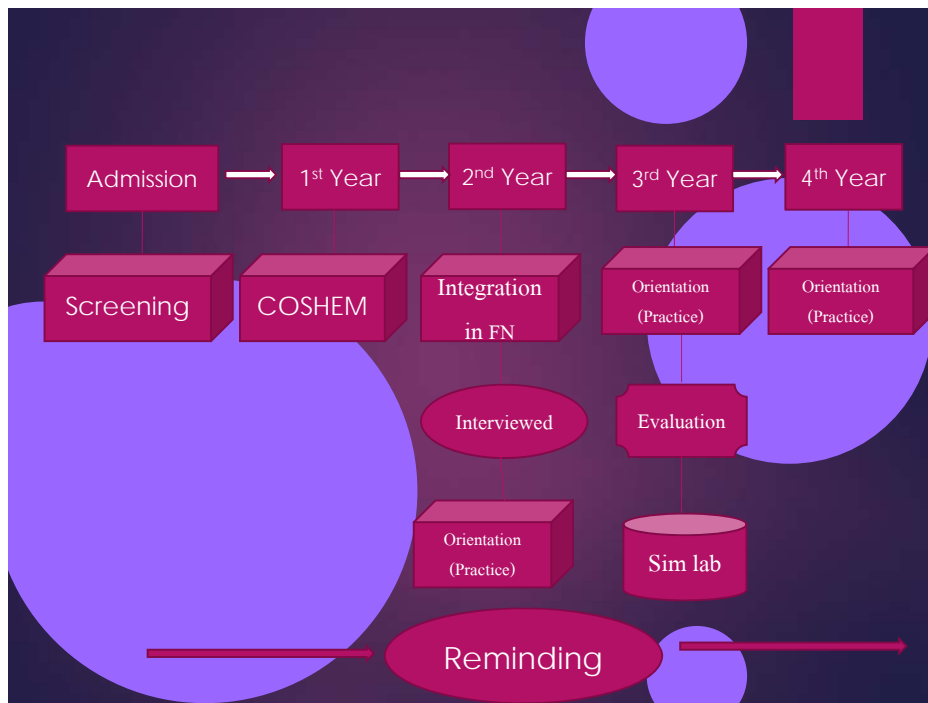 Admission
1st Year
2nd Year
3rd Year
4th Year
Screening
COSHEM
Integration
in FN
Orientation
(Practice)
Orientation
(Practice)
Interviewed
Evaluation
Orientation
(Practice)
Sim lab
Reminding